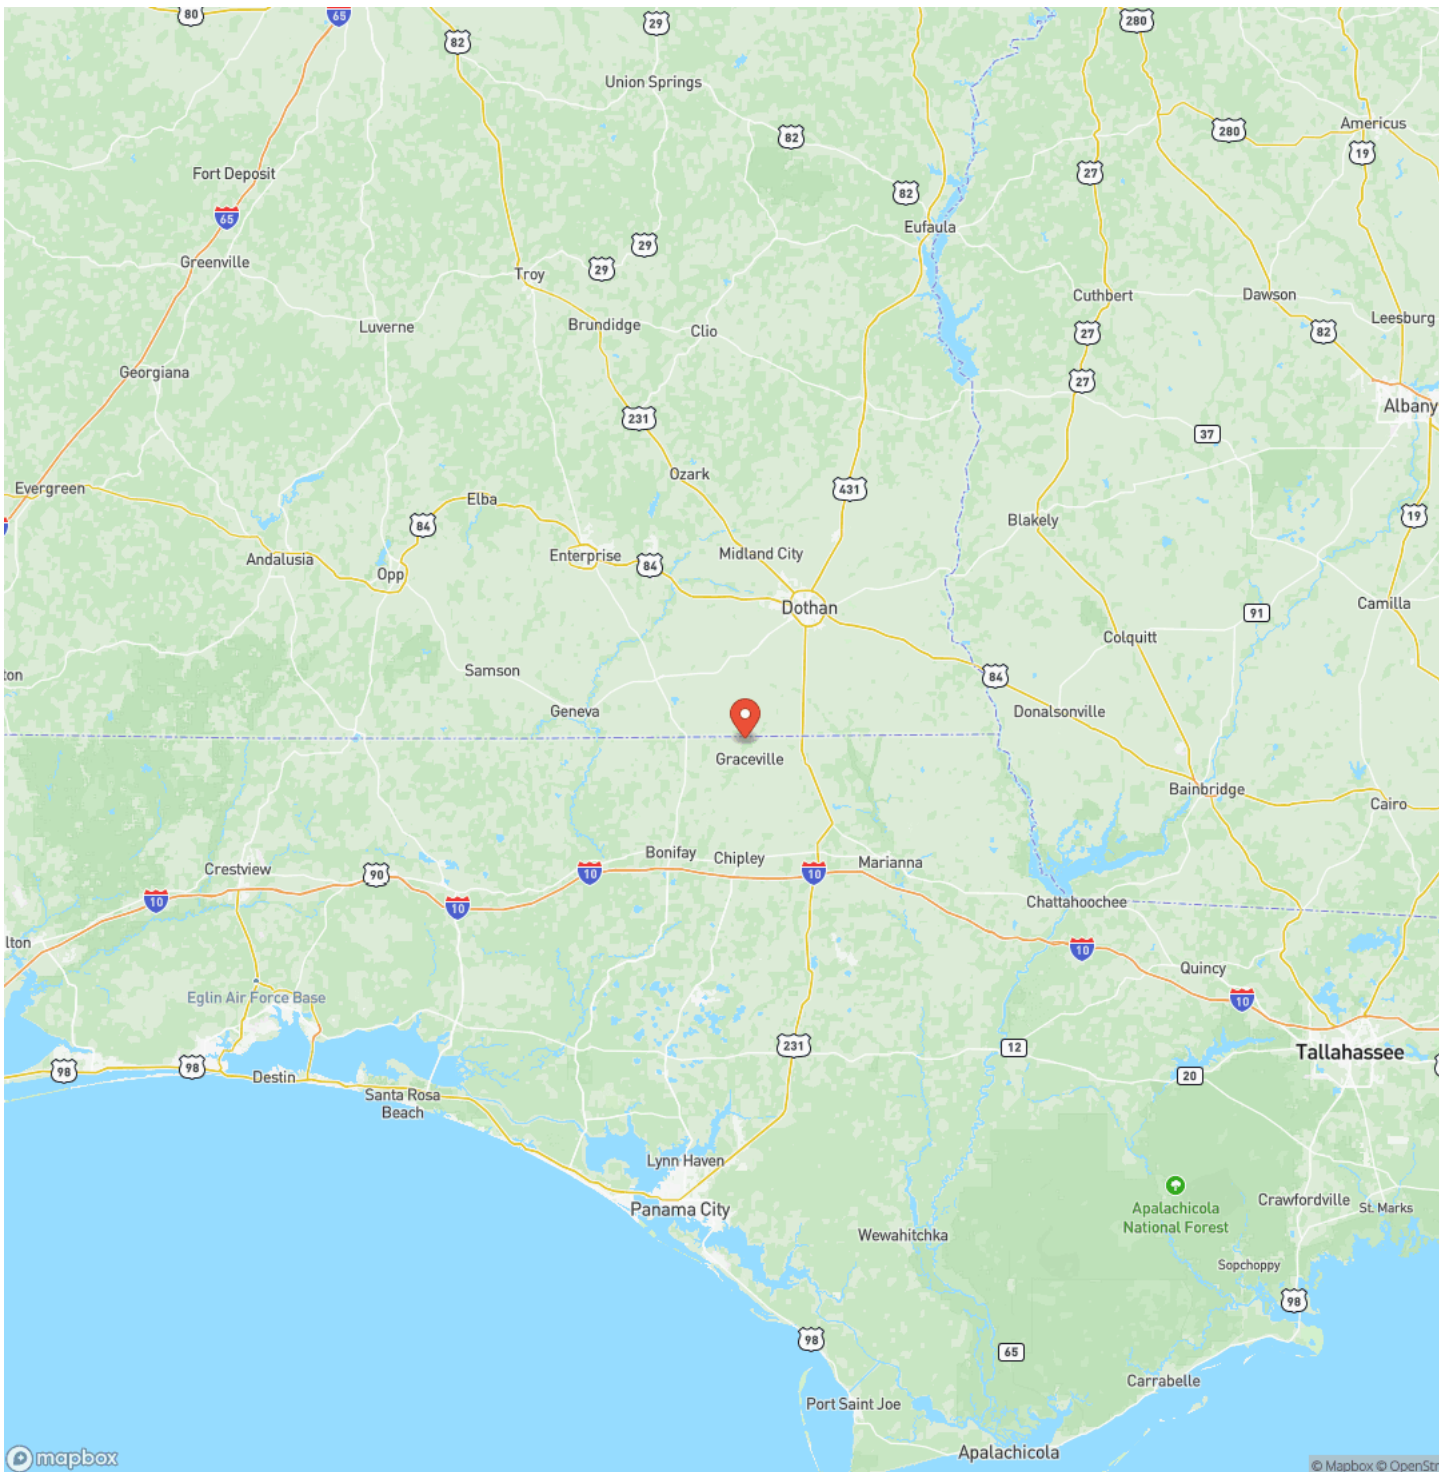 80
65
29
82
280
Union Springs
Americus
280
82
19
Fort Deposit
27
82
65
Eufaula
29
Greenville
29
Troy
Cuthbert
Dawson
Leesburg
Luverne
Brundidge
Clio
27
82
Georgiana
27
Albany
231
37
Ozark
Evergreen
431
Elba
84
19
Blakely
Enterprise
Midland City
84
Andalusia
Opp
Dothan
91
Camilla
Colquitt
ton
Samson
84
Geneva
Donalsonville
Graceville
Bainbridge
Cairo
Bonifay
Chipley
Marianna
Crestview
90
10
10
10
10
Chattahoochee
lton
10
Quincy
10
Eglin Air Force Base
231
12
Tallahassee
98
98
Destin
20
Santa Rosa
Beach
Lynn Haven
Panama City
Apalachicola
National Forest
Crawfordville
St. Marks
Wewahitchka
Sopchoppy
98
98
65
Carrabelle
Port Saint Joe
Apalachicola
mapbox
© Mapbox © OpenStr